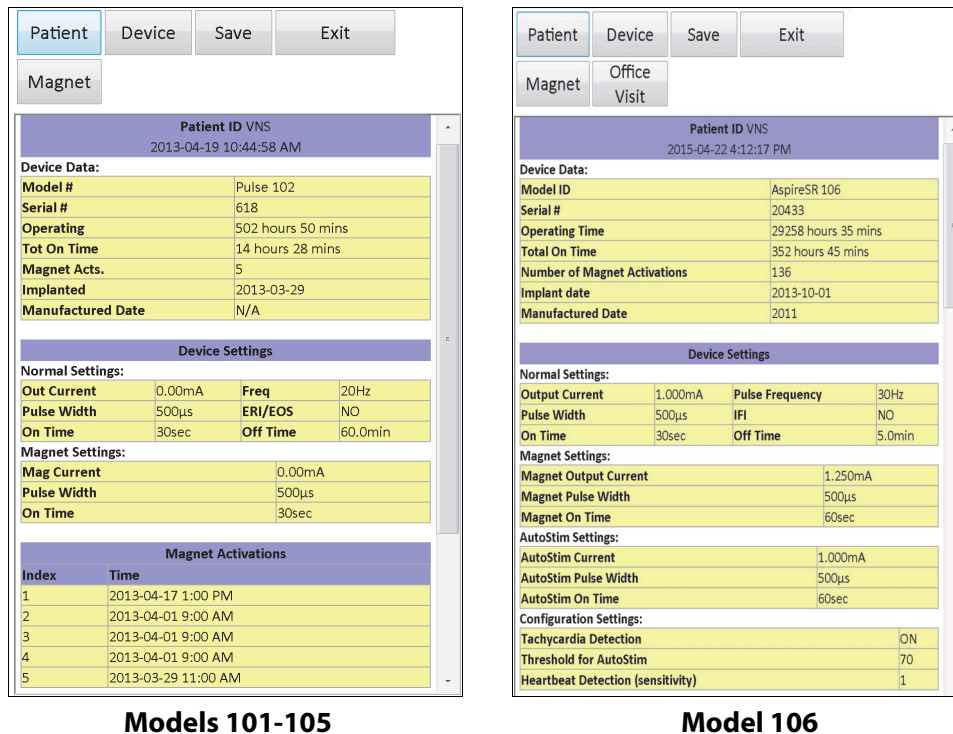 Patient Device Save Exit
Magnet
Patient ID VNS
2013-04-19 10:44:58 AM
Device Data:
Model # Pulse 102
Serial # 618
Operating 502 hours 50 mins
Tot On Time 14 hours 28 mins
Magnet Acts. 5
Implanted 2013-03-29
Manufactured Date N/A
Device Settings
Normal Settings:
Out Current 0.00mA Freq 20Hz
Pulse Width 500µs ERI/EOS NO
On Time 30sec Off Time 60.0min
Magnet Settings:
Mag Current 0.00mA
Pulse Width 500µs
On Time 30sec
Magnet Activations
Index Time
1 2013-04-17 1:00 PM
2 2013-04-01 9:00 AM
3 2013-04-01 9:00 AM
4 2013-04-01 9:00 AM
5 2013-03-29 11:00 AM
Models 101-105
Patient Device Save Exit
Magnet Office
Visit
Patient ID VNS
2015-04-22 4:12:17 PM
Device Data:
Model ID AspireSR 106
Serial # 20433
Operating Time 29258 hours 35 mins
Total On Time 352 hours 45 mins
Number of Magnet Activations 136
Implant date 2013-10-01
Manufactured Date 2011
Device Settings
Normal Settings:
Output Current 1.000mA Pulse Frequency 30Hz
Pulse Width 500µs IFI NO
On Time 30sec Off Time 5.0min
Magnet Settings:
Magnet Output Current 1.250mA
Magnet Pulse Width 500µs
Magnet On Time 60sec
AutoStim Settings:
AutoStim Current 1.000mA
AutoStim Pulse Width 500µs
AutoStim On Time 60sec
Configuration Settings:
Tachycardia Detection ON
Threshold for AutoStim 70
Heartbeat Detection (sensitivity) 1
Model 106